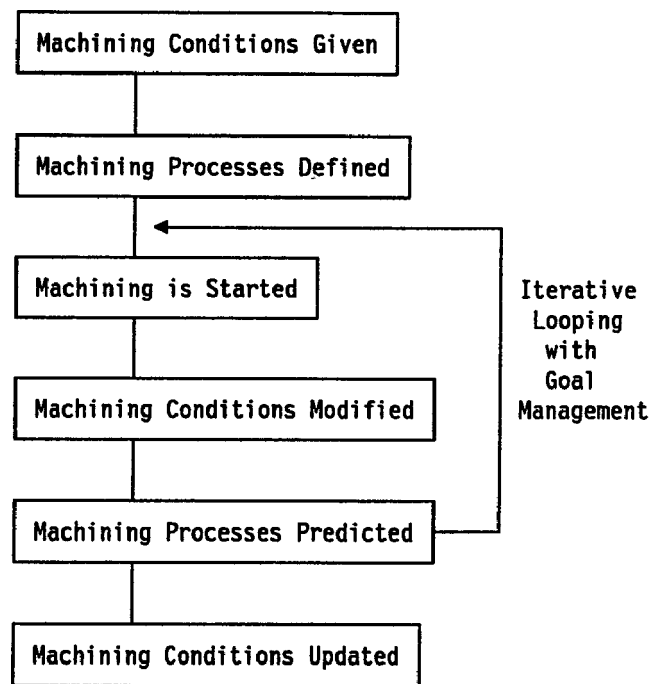 Machining Conditions Given
Machining Processes Defined
Machining is Started
Iterative
Looping
with
Goal
Management
Machining Conditions Modified
Machining Processes Predicted
Machining Conditions Updated